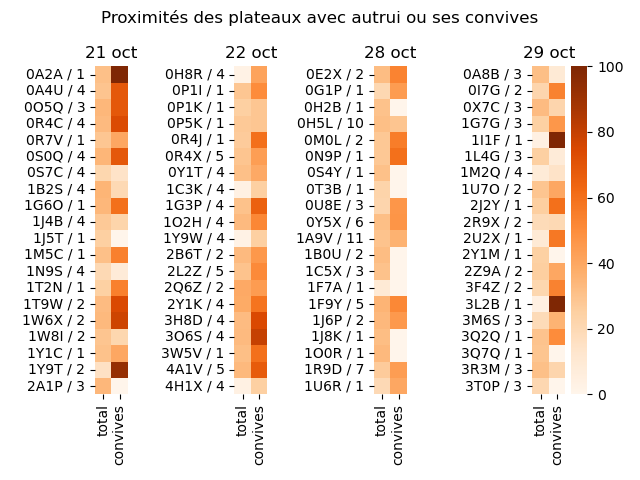 Proximités des plateaux avec autrui ou ses convives
21 oct
0A2A / 1
0A4U / 4
0O5Q / 3
0R4C / 4
0R7V / 1
0S0Q / 4
0S7C / 4
1B2S / 4
1G6O / 1
1J4B / 4
1J5T / 1
1M5C / 1
1N9S / 4
1T2N / 1
1T9W / 2
1W6X / 2
1W8I / 2
1Y1C / 1
1Y9T / 2
2A1P / 3
total
convives
22 oct
0H8R / 4
0P1I / 1
0P1K / 1
0P5K / 1
0R4J / 1
0R4X / 5
0Y1T / 4
1C3K / 4
1G3P / 4
1O2H / 4
1Y9W / 4
2B6T / 2
2L2Z / 5
2Q6Z / 2
2Y1K / 4
3H8D / 4
3O6S / 4
3W5V / 1
4A1V / 5
4H1X / 4
total
convives
28 oct
0E2X / 2
0G1P / 1
0H2B / 1
0H5L / 10
0M0L / 2
0N9P / 1
0S4Y / 1
0T3B / 1
0U8E / 3
0Y5X / 6
1A9V / 11
1B0U / 2
1C5X / 3
1F7A / 1
1F9Y / 5
1J6P / 2
1J8K / 1
1O0R / 1
1R9D / 7
1U6R / 1
total
convives
29 oct
0A8B / 3
0I7G / 2
0X7C / 3
1G7G / 3
1I1F / 1
1L4G / 3
1M2Q / 4
1U7O / 2
2J2Y / 1
2R9X / 2
2U2X / 1
2Y1M / 1
2Z9A / 1
3F4Z / 2
3L2B / 1
3M6S / 3
3Q2Q / 1
3Q7Q / 1
3R3M / 3
3T0P / 3
total
convives
100
80
60
40
20
0